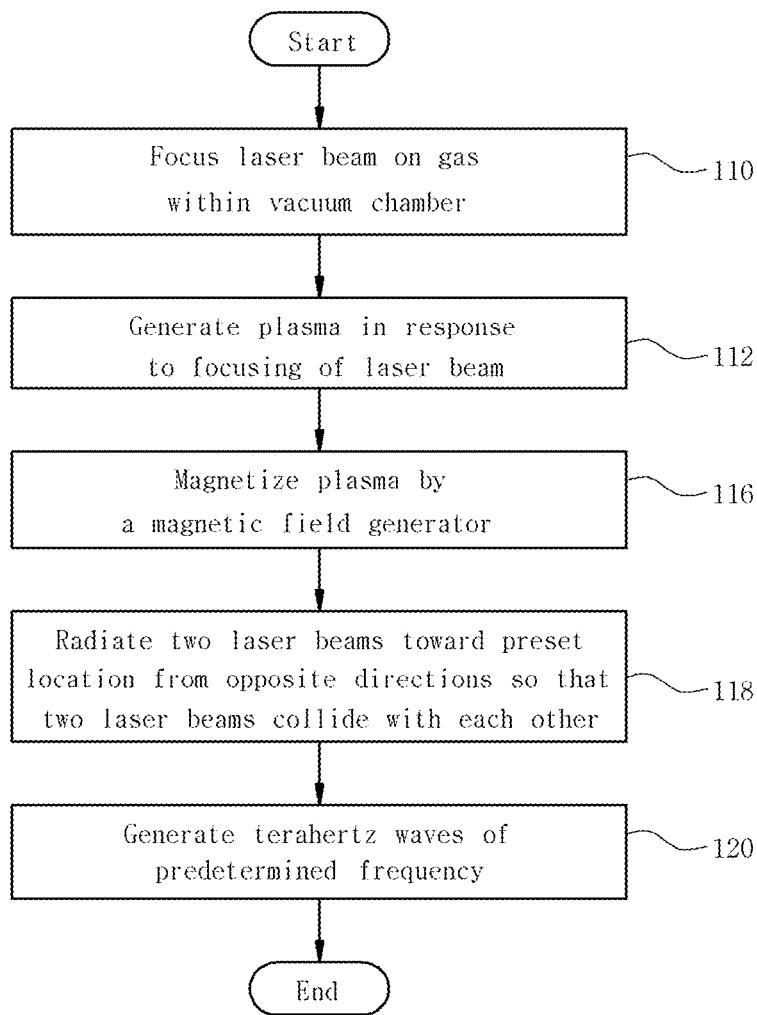 Start
Focus laser beam on gas
within vacuum chamber
110
Generate plasma in response
to focusing of laser beam
112
Magnetize plasma by
a magnetic field generator
116
Radiate two laser beams toward preset
location from opposite directions so that
two laser beams collide with each other
118
Generate terahertz waves of
predetermined frequency
120
End